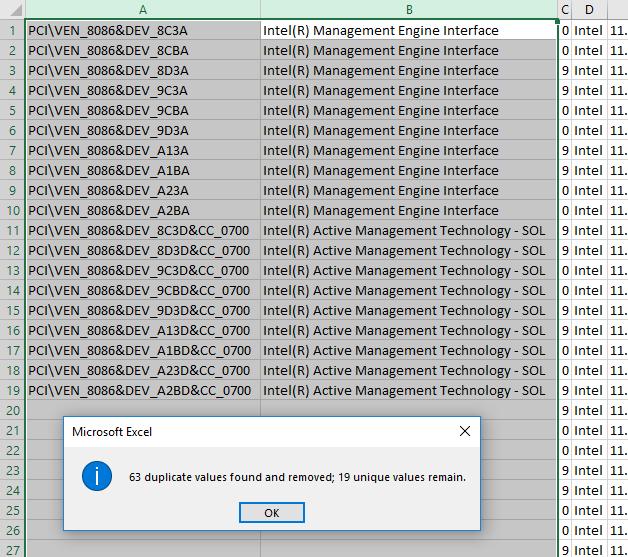 A B C D
1 PCI\VEN_8086&DEV_8C3A Intel(R) Management Engine Interface 0 Intel 11.
2 PCI\VEN_8086&DEV_8CBA Intel(R) Management Engine Interface 0 Intel 11.
3 PCI\VEN_8086&DEV_8D3A Intel(R) Management Engine Interface 9 Intel 11.
4 PCI\VEN_8086&DEV_9C3A Intel(R) Management Engine Interface 9 Intel 11.
5 PCI\VEN_8086&DEV_9CBA Intel(R) Management Engine Interface 0 Intel 11.
6 PCI\VEN_8086&DEV_9D3A Intel(R) Management Engine Interface 0 Intel 11.
7 PCI\VEN_8086&DEV_A13A Intel(R) Management Engine Interface 9 Intel 11.
8 PCI\VEN_8086&DEV_A1BA Intel(R) Management Engine Interface 9 Intel 11.
9 PCI\VEN_8086&DEV_A23A Intel(R) Management Engine Interface 0 Intel 11.
10 PCI\VEN_8086&DEV_A2BA Intel(R) Management Engine Interface 0 Intel 11.
11 PCI\VEN_8086&DEV_8C3D&CC_0700 Intel(R) Active Management Technology - SOL 9 Intel 11.
12 PCI\VEN_8086&DEV_8D3D&CC_0700 Intel(R) Active Management Technology - SOL 9 Intel 11.
13 PCI\VEN_8086&DEV_9C3D&CC_0700 Intel(R) Active Management Technology - SOL 0 Intel 11.
14 PCI\VEN_8086&DEV_9CBD&CC_0700 Intel(R) Active Management Technology - SOL 0 Intel 11.
15 PCI\VEN_8086&DEV_9D3D&CC_0700 Intel(R) Active Management Technology - SOL 9 Intel 11.
16 PCI\VEN_8086&DEV_A13D&CC_0700 Intel(R) Active Management Technology - SOL 9 Intel 11.
17 PCI\VEN_8086&DEV_A1BD&CC_0700 Intel(R) Active Management Technology - SOL 0 Intel 11.
18 PCI\VEN_8086&DEV_A23D&CC_0700 Intel(R) Active Management Technology - SOL 0 Intel 11.
19 PCI\VEN_8086&DEV_A2BD&CC_0700 Intel(R) Active Management Technology - SOL 9 Intel 11.
20 9 Intel 11.
21 0 Intel 11.
22 0 Intel 11.
23 9 Intel 11.
24 9 Intel 11.
25 0 Intel 11.
26 0 Intel 11.
27 9 Intel 11.
Microsoft Excel
63 duplicate values found and removed; 19 unique values remain.
OK